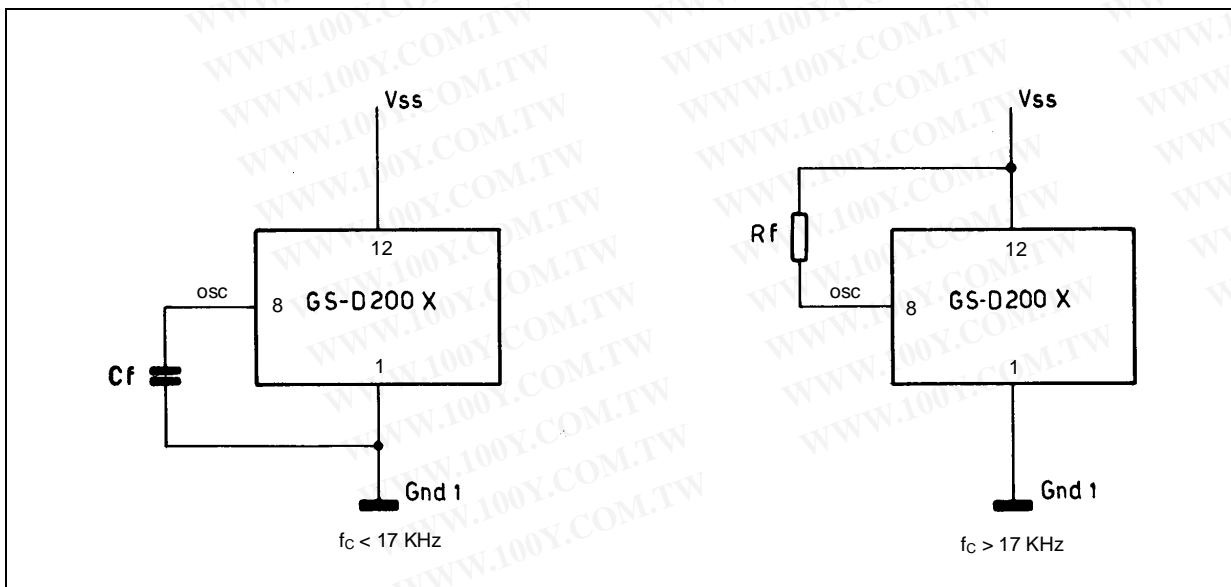 Vss
12
osc
8
GS-D200 X
1
Cf
Gnd 1
fC < 17 KHz
Vss
Rf
12
osc
8
GS-D200 X
1
Gnd 1
fC > 17 KHz
WWW.100Y.COM.TW